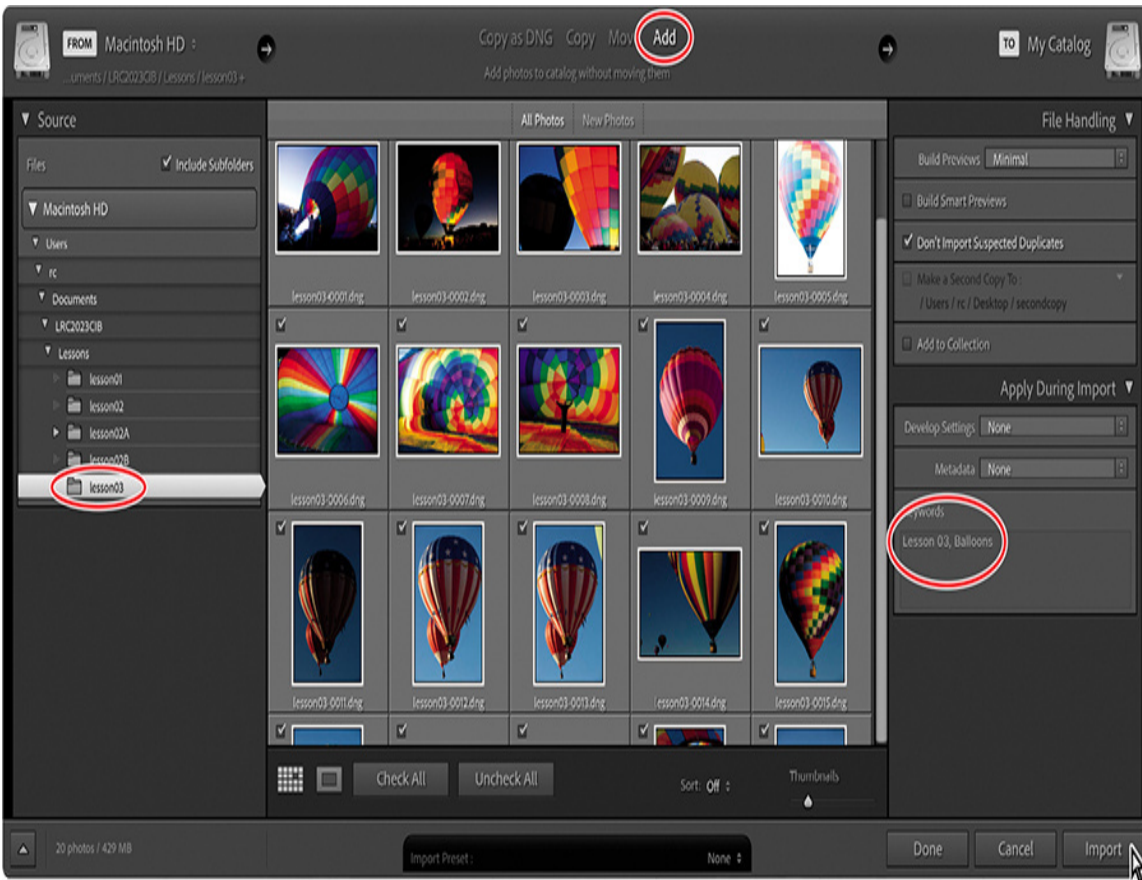 FROM Macintosh HD
...uments / LRC2023CIB / Lessons / lesson03 +
Copy as DNG Copy Mov Add
Add photos to catalog without moving them
TO My Catalog
Source
Files Include Subfolders
Macintosh HD
Users
rc
Documents
LRC2023CIB
Lessons
lesson01
lesson02
lesson02A
lesson02B
lesson03
All Photos New Photos
lesson03-0001.dng lesson03-0002.dng lesson03-0003.dng lesson03-0004.dng lesson03-0005.dng
lesson03-0006.dng lesson03-0007.dng lesson03-0008.dng lesson03-0009.dng lesson03-0010.dng
lesson03-0011.dng lesson03-0012.dng lesson03-0013.dng lesson03-0014.dng lesson03-0015.dng
Check All Uncheck All Sort: Off Thumbnails
File Handling
Build Previews Minimal
Build Smart Previews
Don't Import Suspected Duplicates
Make a Second Copy To :
/ Users / rc / Desktop / secondcopy
Add to Collection
Apply During Import
Develop Settings None
Metadata None
Keywords
Lesson 03, Balloons
20 photos / 429 MB
Import Preset : None
Done Cancel Import